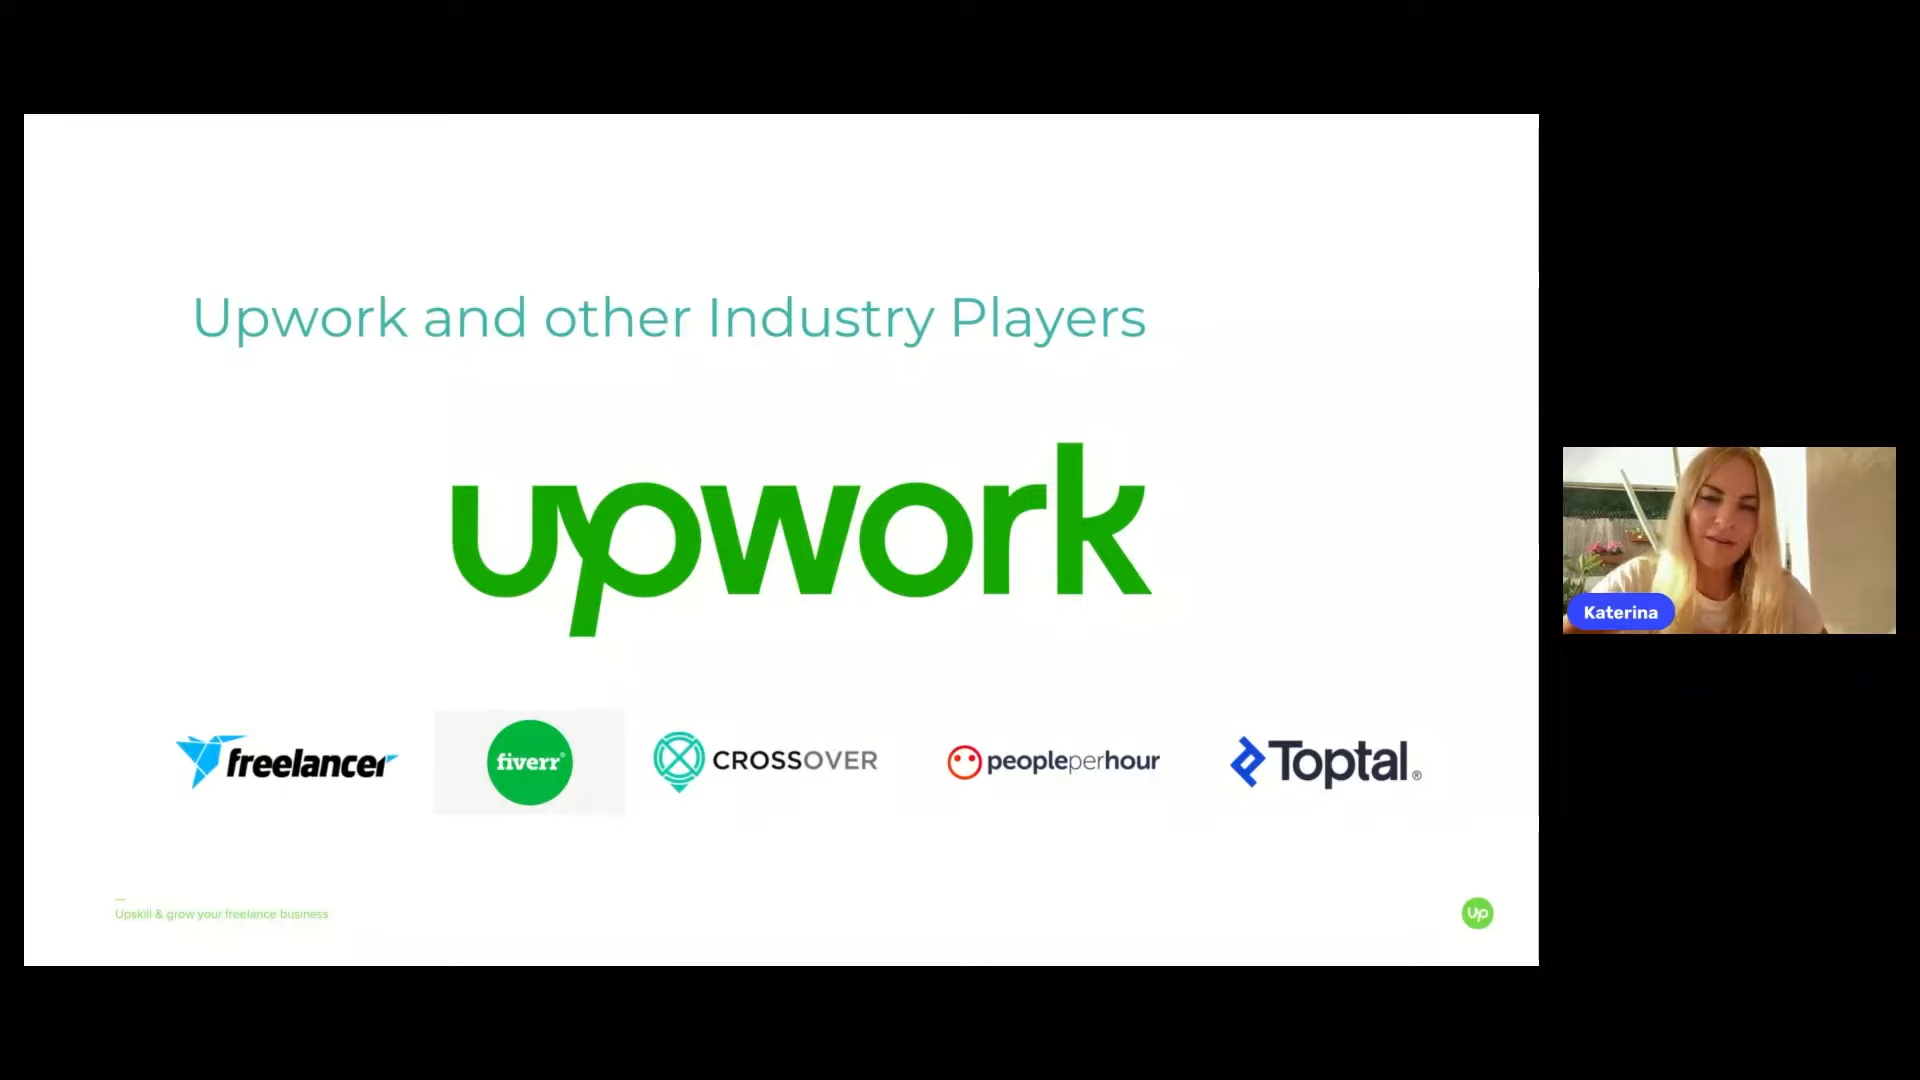 Upwork and other Industry Players
upwork
freelancer
fiverr®
CROSSOVER
peopleperhour
Toptal®
Katerina
Upskill & grow your freelance business
Up